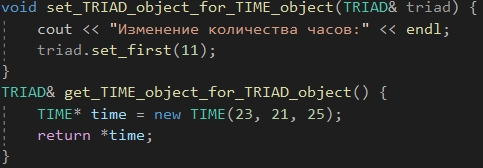 void set_TRIAD_object_for_TIME_object(TRIAD& triad) {
cout << "Изменение количества часов:" << endl;
triad.set_first(11);
}
TRIAD& get_TIME_object_for_TRIAD_object() {
TIME* time = new TIME(23, 21, 25);
return *time;
}